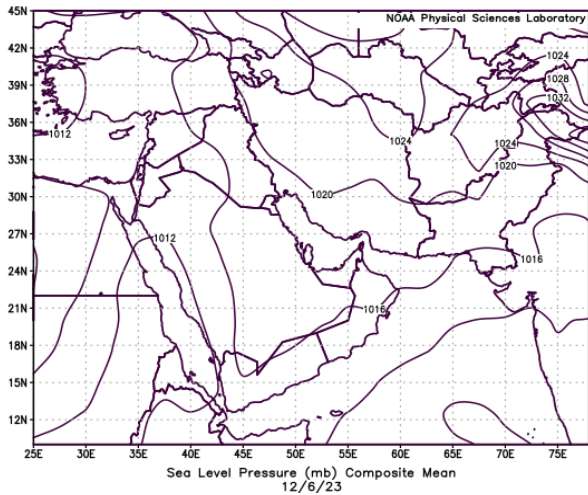 NOAA Physical Sciences Laboratory
45N
42N
39N
36N
33N
30N
27N
24N
21N
18N
15N
12N
1024
1028
1032
1012
1024
1024
1020
1020
1012
1016
1016
25E 30E 35E 40E 45E 50E 55E 60E 65E 70E 75E
Sea Level Pressure (mb) Composite Mean
12/6/23